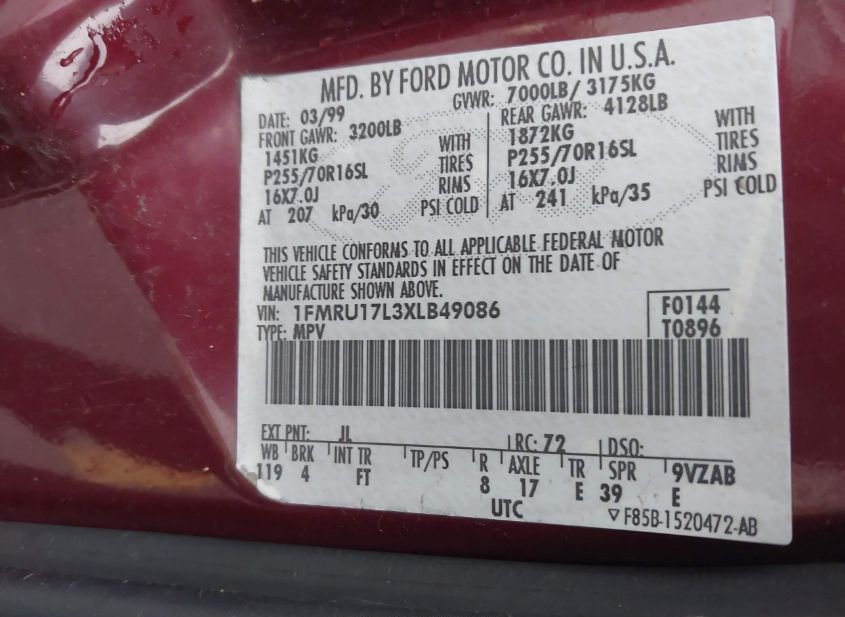 MFD. BY FORD MOTOR CO. IN U.S.A.
DATE: 03/99 GVWR: 7000LB/ 3175KG
FRONT GAWR: 3200LB REAR GAWR: 4128LB
1451KG WITH 1872KG WITH
P255/70R16SL TIRES P255/70R16SL TIRES
16X7.0J RIMS 16X7.0J RIMS
AT 207 kPa/30 PSI COLD AT 241 kPa/35 PSI COLD
THIS VEHICLE CONFORMS TO ALL APPLICABLE FEDERAL MOTOR
VEHICLE SAFETY STANDARDS IN EFFECT ON THE DATE OF
MANUFACTURE SHOWN ABOVE.
VIN: 1FMRU17L3XLB49086 F0144
TYPE: MPV T0896
EXT PNT: JL RC: 72 DSO:
WB BRK INT TR TP/PS R AXLE TR SPR 9VZAB
119 4 FT 8 17 E 39 E
UTC ▽F85B-1520472-AB